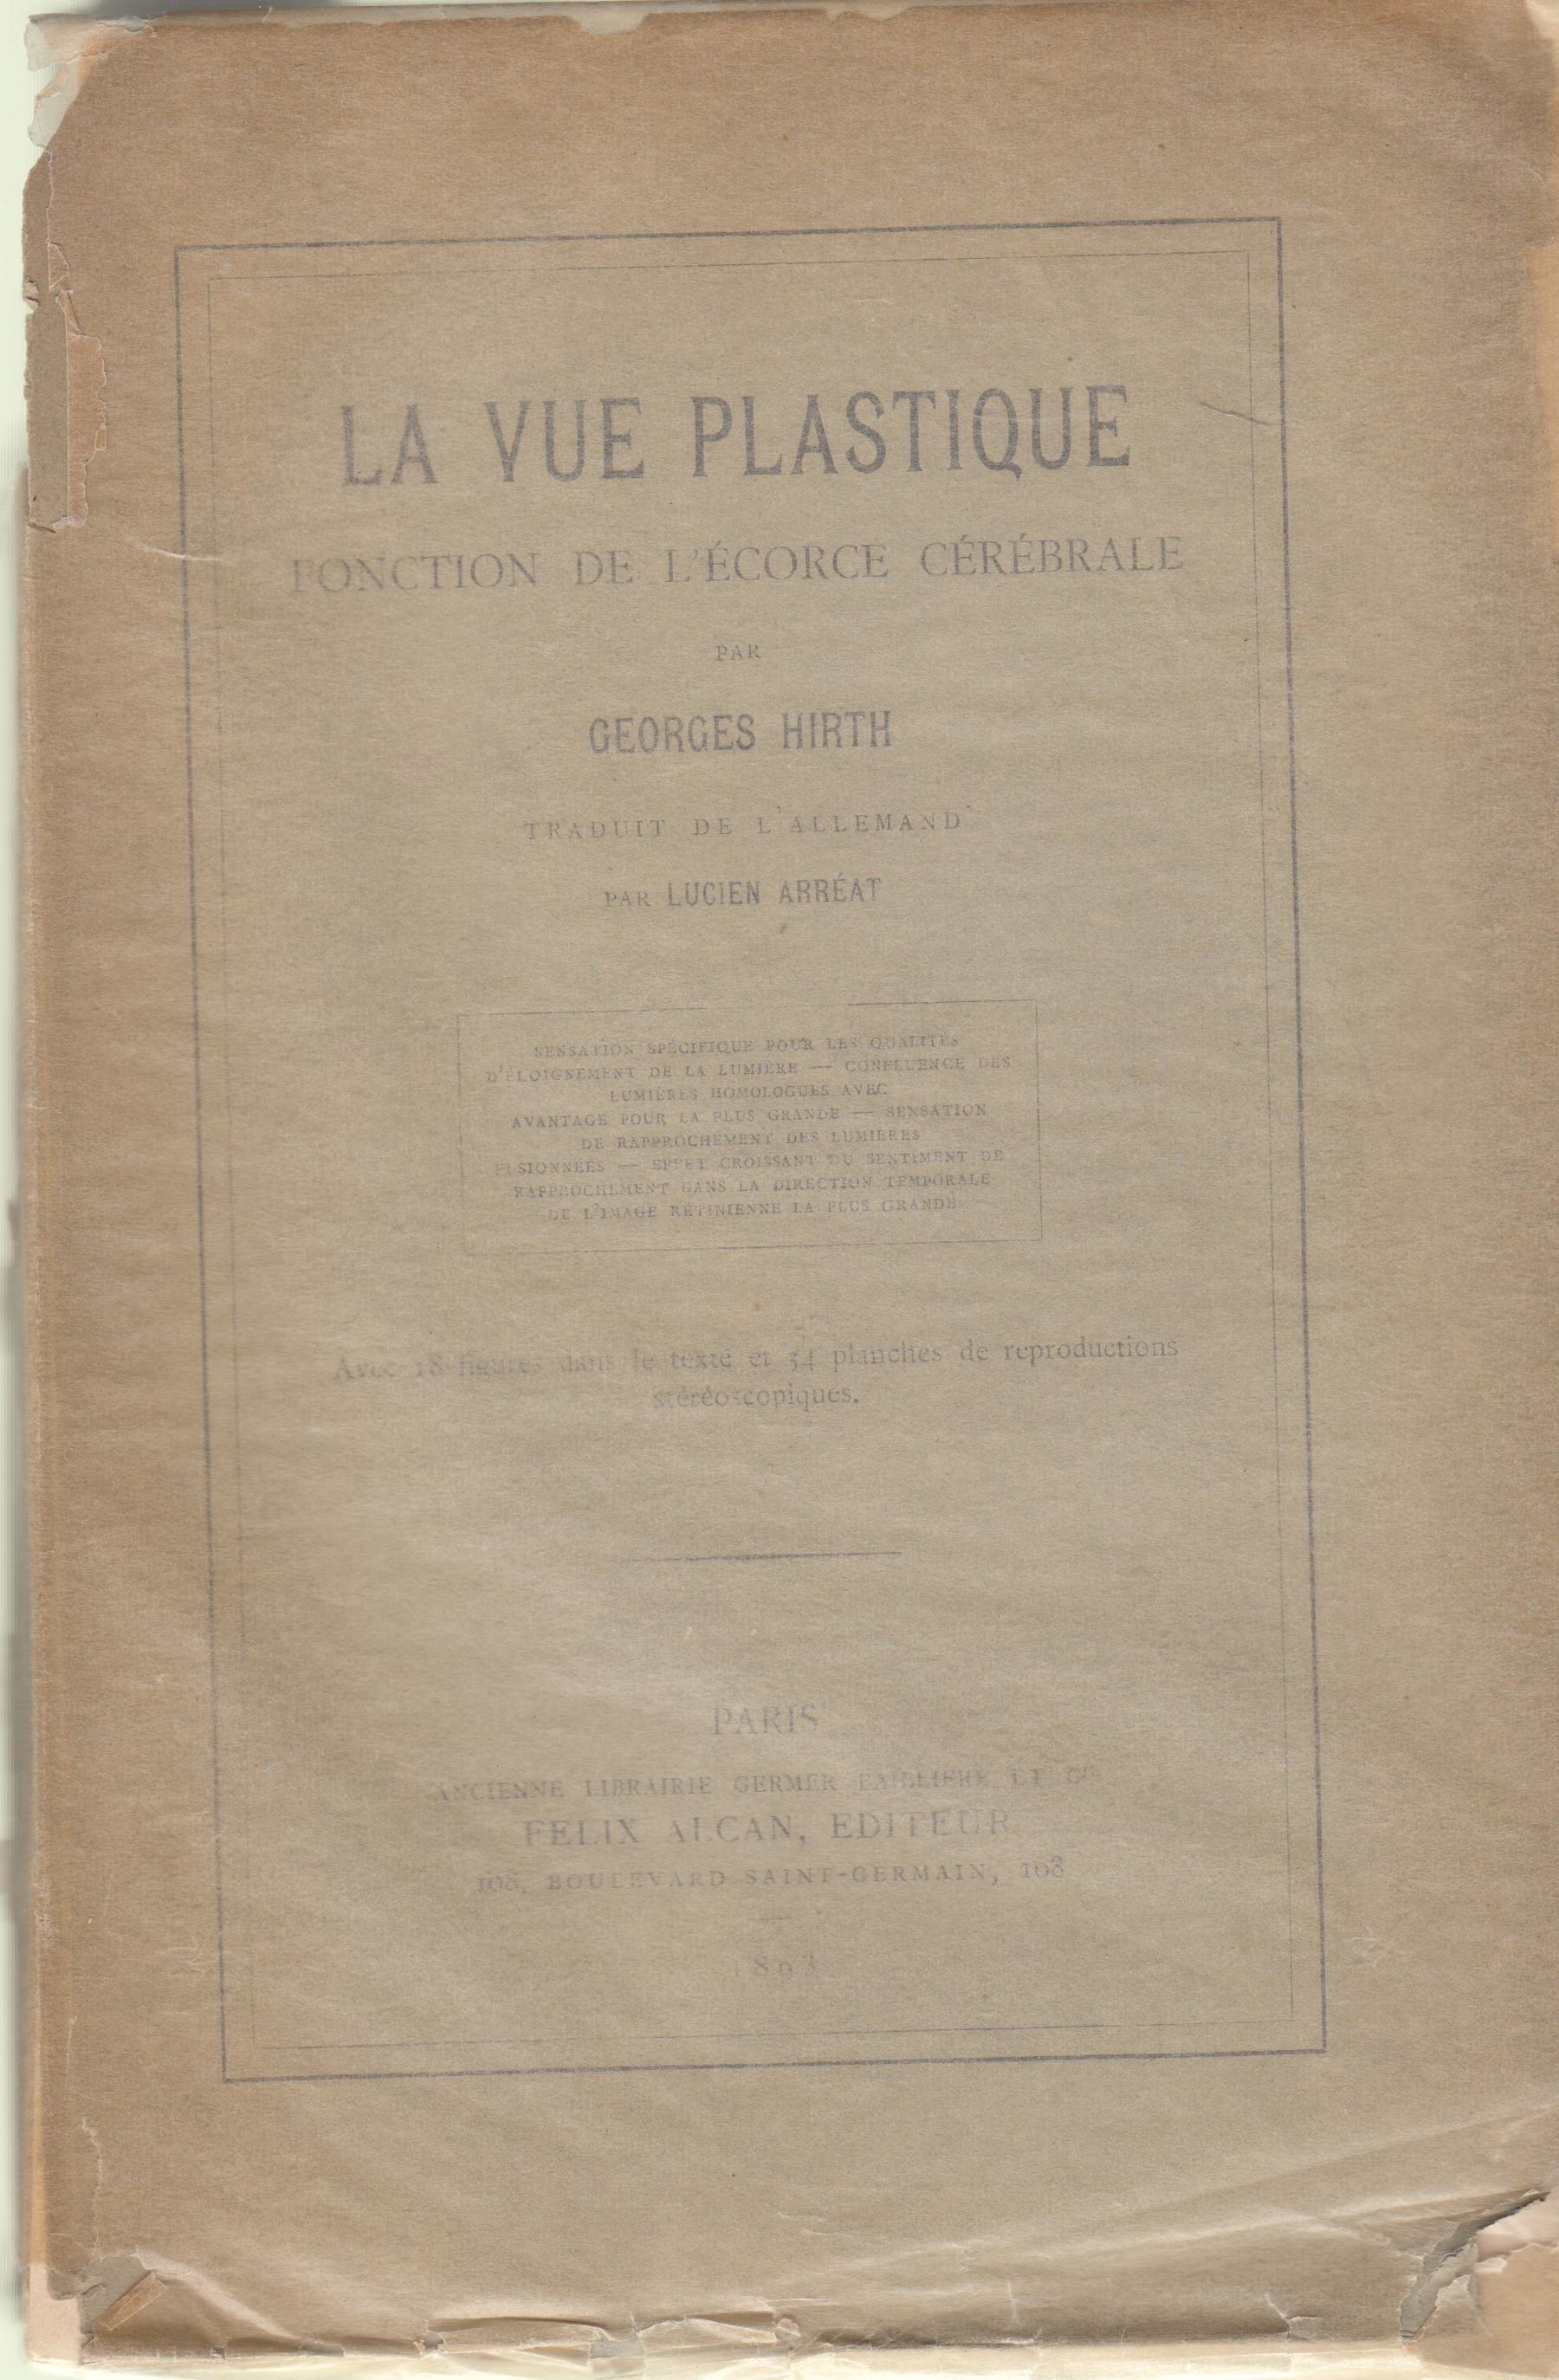 LA VUE PLASTIQUE
FONCTION DE L'ÉCORCE CÉRÉBRALE
PAR
GEORGES HIRTH
TRADUIT DE L'ALLEMAND
PAR LUCIEN ARRÉAT
SENSATION SPÉCIFIQUE POUR LES QUALITÉS
D'ÉLOIGNEMENT DE LA LUMIÈRE — CONFLUENCE DES
LUMIÈRES HOMOLOGUES AVEC
AVANTAGE POUR LA PLUS GRANDE — SENSATION
DE RAPPROCHEMENT DES LUMIÈRES
FUSIONNÉES — EFFET CROISSANT DU SENTIMENT DE
RAPPROCHEMENT DANS LA DIRECTION TEMPORALE
DE L'IMAGE RÉTINIENNE LA PLUS GRANDE
Avec 18 figures dans le texte et 34 planches de reproductions
stéréoscopiques.
PARIS
ANCIENNE LIBRAIRIE GERMER BAILLIÈRE ET Cie
FELIX ALCAN, EDITEUR
108, BOULEVARD SAINT-GERMAIN, 108
1893